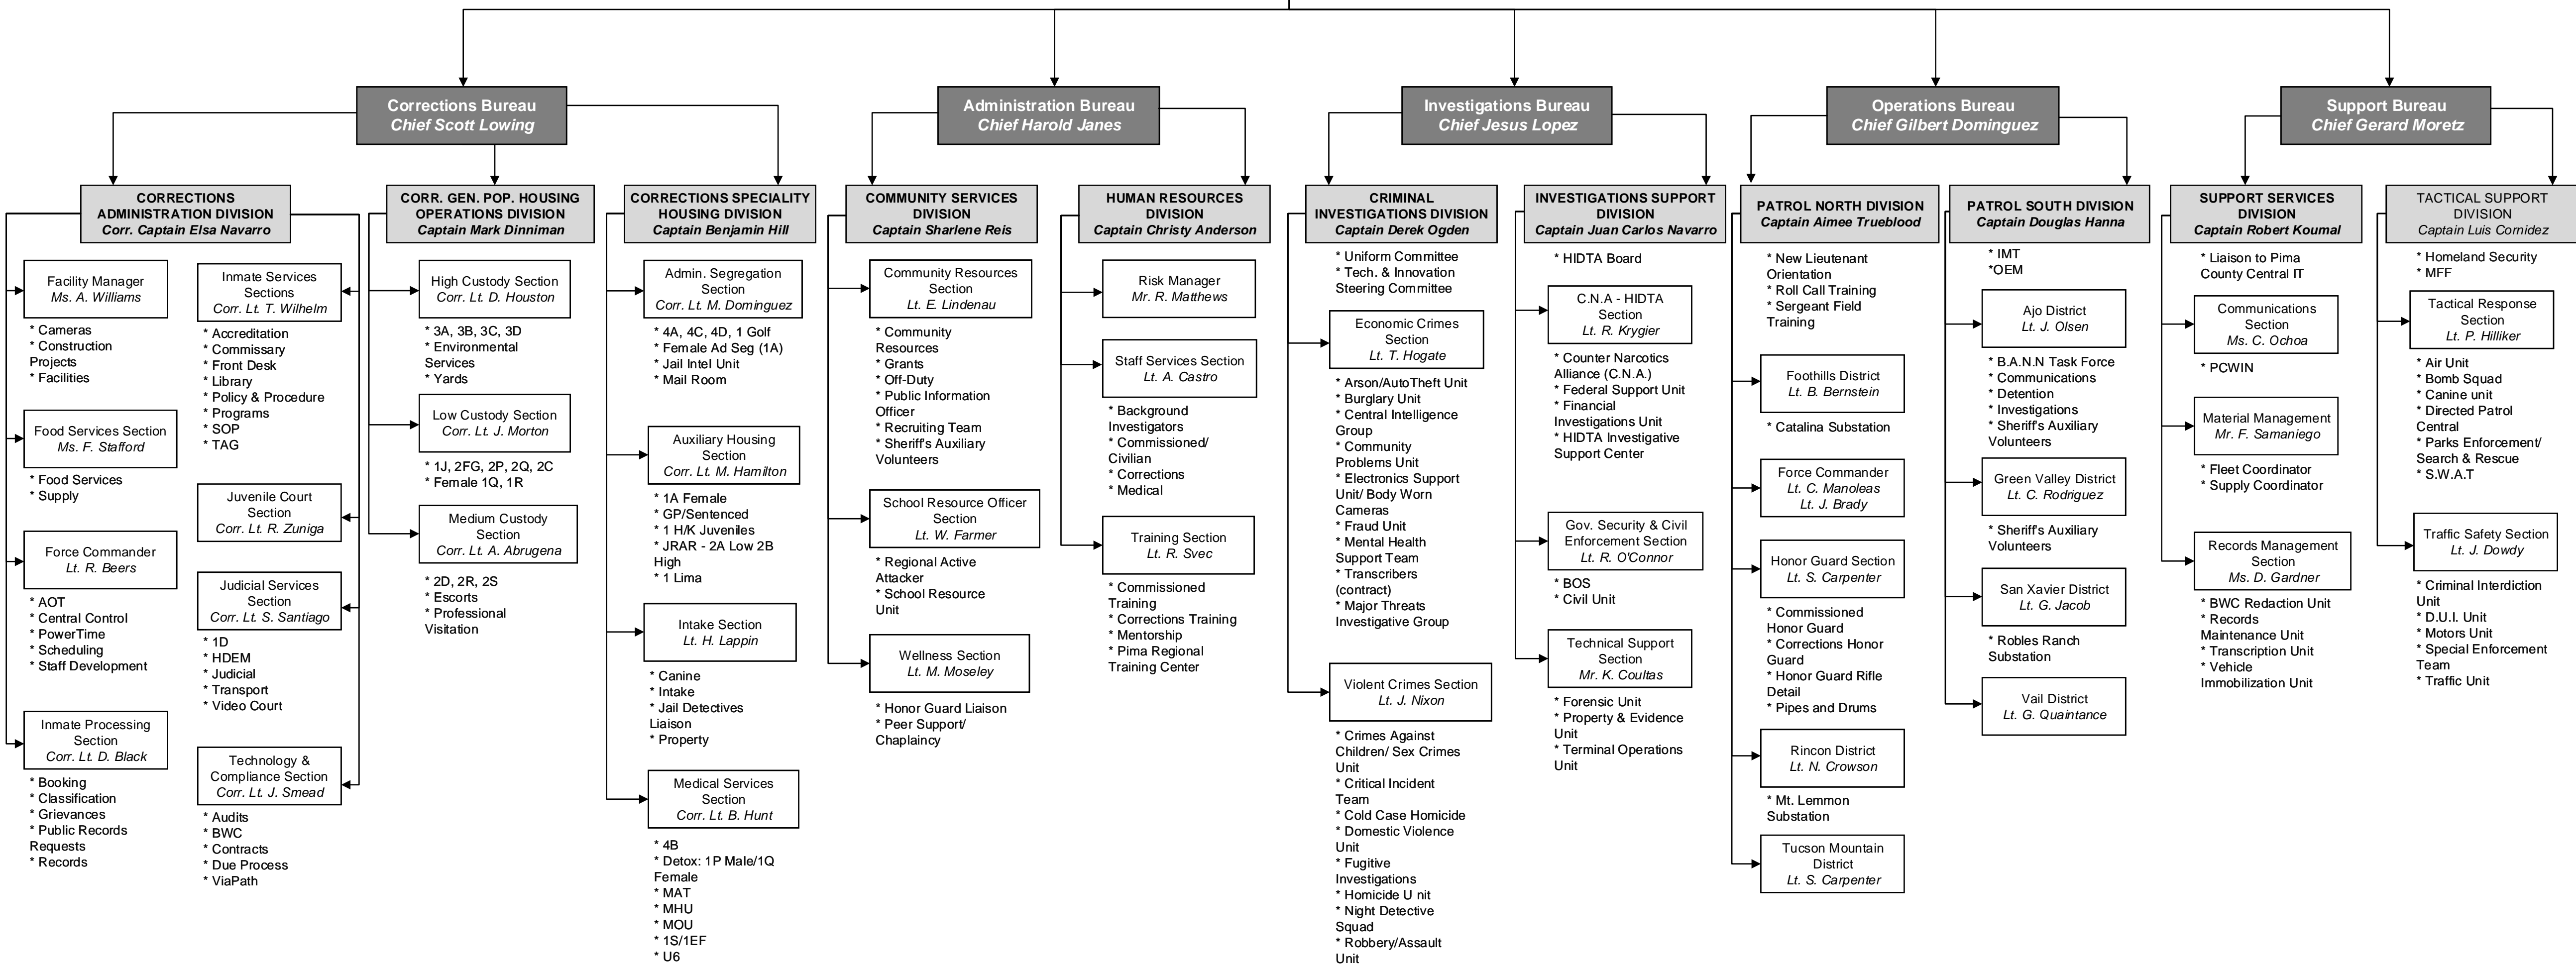 Corrections Bureau
Chief Scott Lowing
Administration Bureau
Chief Harold Janes
Investigations Bureau
Chief Jesus Lopez
Operations Bureau
Chief Gilbert Dominguez
Support Bureau
Chief Gerard Moretz
CORRECTIONS
ADMINISTRATION DIVISION
Corr. Captain Elsa Navarro
Facility Manager
Ms. A. Williams
* Cameras
* Construction
Projects
* Facilities
Food Services Section
Ms. F. Stafford
* Food Services
* Supply
Force Commander
Lt. R. Beers
* AOT
* Central Control
* PowerTime
* Scheduling
* Staff Development
Inmate Processing
Section
Corr. Lt. D. Black
* Booking
* Classification
* Grievances
* Public Records
Requests
* Records
Inmate Services
Sections
Corr. Lt. T. Wilhelm
* Accreditation
* Commissary
* Front Desk
* Library
* Policy & Procedure
* Programs
* SOP
* TAG
Juvenile Court
Section
Corr. Lt. R. Zuniga
Judicial Services
Section
Corr. Lt. S. Santiago
* 1D
* HDEM
* Judicial
* Transport
* Video Court
Technology &
Compliance Section
Corr. Lt. J. Smead
* Audits
* BWC
* Contracts
* Due Process
* ViaPath
CORR. GEN. POP. HOUSING
OPERATIONS DIVISION
Captain Mark Dinniman
High Custody Section
Corr. Lt. D. Houston
* 3A, 3B, 3C, 3D
* Environmental
Services
* Yards
Low Custody Section
Corr. Lt. J. Morton
* 1J, 2FG, 2P, 2Q, 2C
* Female 1Q, 1R
Medium Custody
Section
Corr. Lt. A. Abrugena
* 2D, 2R, 2S
* Escorts
* Professional
Visitation
CORRECTIONS SPECIALITY
HOUSING DIVISION
Captain Benjamin Hill
Admin. Segregation
Section
Corr. Lt. M. Dominguez
* 4A, 4C, 4D, 1 Golf
* Female Ad Seg (1A)
* Jail Intel Unit
* Mail Room
Auxiliary Housing
Section
Corr. Lt. M. Hamilton
* 1A Female
* GP/Sentenced
* 1 H/K Juveniles
* JRAR - 2A Low 2B
High
* 1 Lima
Intake Section
Lt. H. Lappin
* Canine
* Intake
* Jail Detectives
Liaison
* Property
Medical Services
Section
Corr. Lt. B. Hunt
* 4B
* Detox: 1P Male/1Q
Female
* MAT
* MHU
* MOU
* 1S/1EF
* U6
COMMUNITY SERVICES
DIVISION
Captain Sharlene Reis
Community Resources
Section
Lt. E. Lindenau
* Community
Resources
* Grants
* Off-Duty
* Public Information
Officer
* Recruiting Team
* Sheriff's Auxiliary
Volunteers
School Resource Officer
Section
Lt. W. Farmer
* Regional Active
Attacker
* School Resource
Unit
Wellness Section
Lt. M. Moseley
* Honor Guard Liaison
* Peer Support/
Chaplaincy
HUMAN RESOURCES
DIVISION
Captain Christy Anderson
Risk Manager
Mr. R. Matthews
Staff Services Section
Lt. A. Castro
* Background
Investigators
* Commissioned/
Civilian
* Corrections
* Medical
Training Section
Lt. R. Svec
* Commissioned
Training
* Corrections Training
* Mentorship
* Pima Regional
Training Center
CRIMINAL
INVESTIGATIONS DIVISION
Captain Derek Ogden
* Uniform Committee
* Tech. & Innovation
Steering Committee
Economic Crimes
Section
Lt. T. Hogate
* Arson/AutoTheft Unit
* Burglary Unit
* Central Intelligence
Group
* Community
Problems Unit
* Electronics Support
Unit/ Body Worn
Cameras
* Fraud Unit
* Mental Health
Support Team
* Transcribers
(contract)
* Major Threats
Investigative Group
Violent Crimes Section
Lt. J. Nixon
* Crimes Against
Children/ Sex Crimes
Unit
* Critical Incident
Team
* Cold Case Homicide
* Domestic Violence
Unit
* Fugitive
Investigations
* Homicide U nit
* Night Detective
Squad
* Robbery/Assault
Unit
INVESTIGATIONS SUPPORT
DIVISION
Captain Juan Carlos Navarro
* HIDTA Board
C.N.A - HIDTA
Section
Lt. R. Krygier
* Counter Narcotics
Alliance (C.N.A.)
* Federal Support Unit
* Financial
Investigations Unit
* HIDTA Investigative
Support Center
Gov. Security & Civil
Enforcement Section
Lt. R. O'Connor
* BOS
* Civil Unit
Technical Support
Section
Mr. K. Coultas
* Forensic Unit
* Property & Evidence
Unit
* Terminal Operations
Unit
PATROL NORTH DIVISION
Captain Aimee Trueblood
* New Lieutenant
Orientation
* Roll Call Training
* Sergeant Field
Training
Foothills District
Lt. B. Bernstein
* Catalina Substation
Force Commander
Lt. C. Manoleas
Lt. J. Brady
Honor Guard Section
Lt. S. Carpenter
* Commissioned
Honor Guard
* Corrections Honor
Guard
* Honor Guard Rifle
Detail
* Pipes and Drums
Rincon District
Lt. N. Crowson
* Mt. Lemmon
Substation
Tucson Mountain
District
Lt. S. Carpenter
PATROL SOUTH DIVISION
Captain Douglas Hanna
* IMT
*OEM
Ajo District
Lt. J. Olsen
* B.A.N.N Task Force
* Communications
* Detention
* Investigations
* Sheriff's Auxiliary
Volunteers
Green Valley District
Lt. C. Rodriguez
* Sheriff's Auxiliary
Volunteers
San Xavier District
Lt. G. Jacob
* Robles Ranch
Substation
Vail District
Lt. G. Quaintance
SUPPORT SERVICES
DIVISION
Captain Robert Koumal
* Liaison to Pima
County Central IT
Communications
Section
Ms. C. Ochoa
* PCWIN
Material Management
Mr. F. Samaniego
* Fleet Coordinator
* Supply Coordinator
Records Management
Section
Ms. D. Gardner
* BWC Redaction Unit
* Records
Maintenance Unit
* Transcription Unit
* Vehicle
Immobilization Unit
TACTICAL SUPPORT
DIVISION
Captain Luis Cornidez
* Homeland Security
* MFF
Tactical Response
Section
Lt. P. Hilliker
* Air Unit
* Bomb Squad
* Canine unit
* Directed Patrol
Central
* Parks Enforcement/
Search & Rescue
* S.W.A.T
Traffic Safety Section
Lt. J. Dowdy
* Criminal Interdiction
Unit
* D.U.I. Unit
* Motors Unit
* Special Enforcement
Team
* Traffic Unit